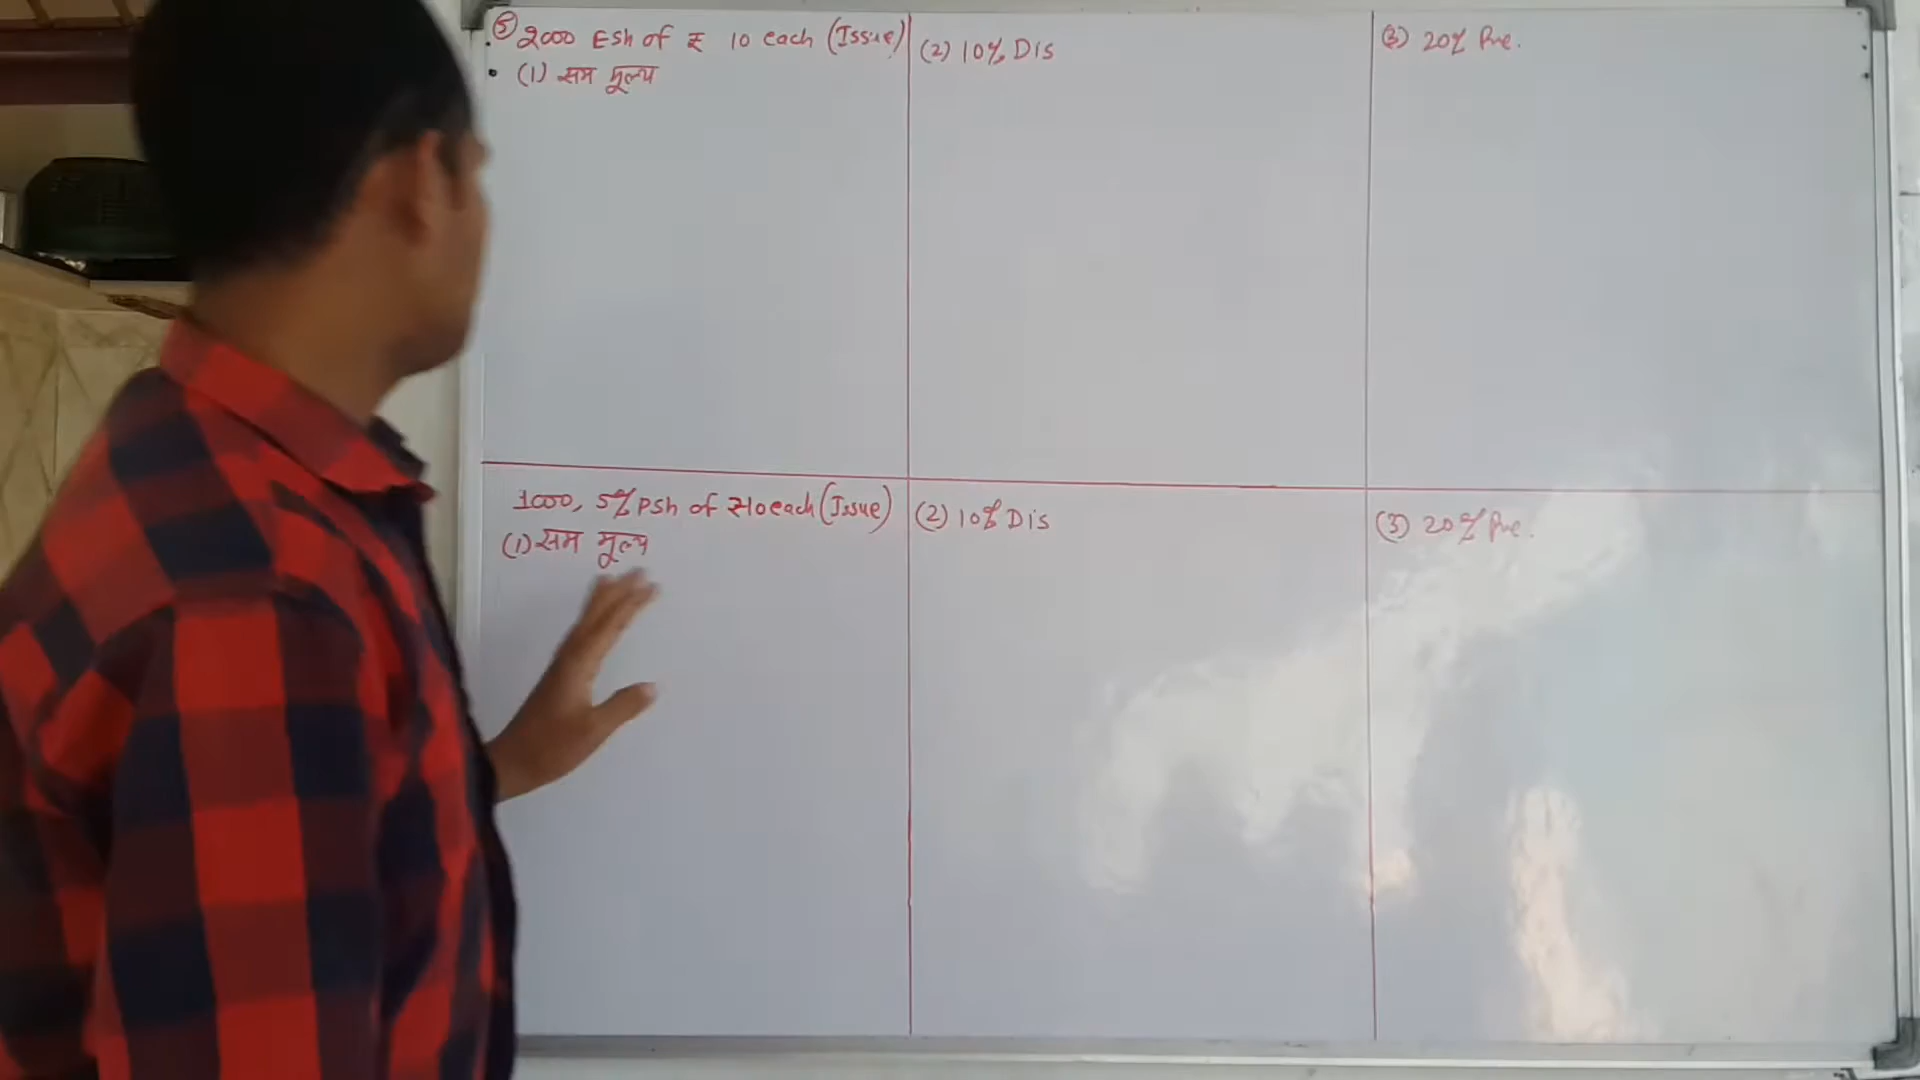 ⑤ 2000 Esh of ₹ 10 each (Issue)
(1) सम मूल्य
(2) 10% Dis
(3) 20% Pre.
1000, 5% Psh of ₹10 each (Issue)
(1) सम मूल्य
(2) 10% Dis
(3) 20% Pre.